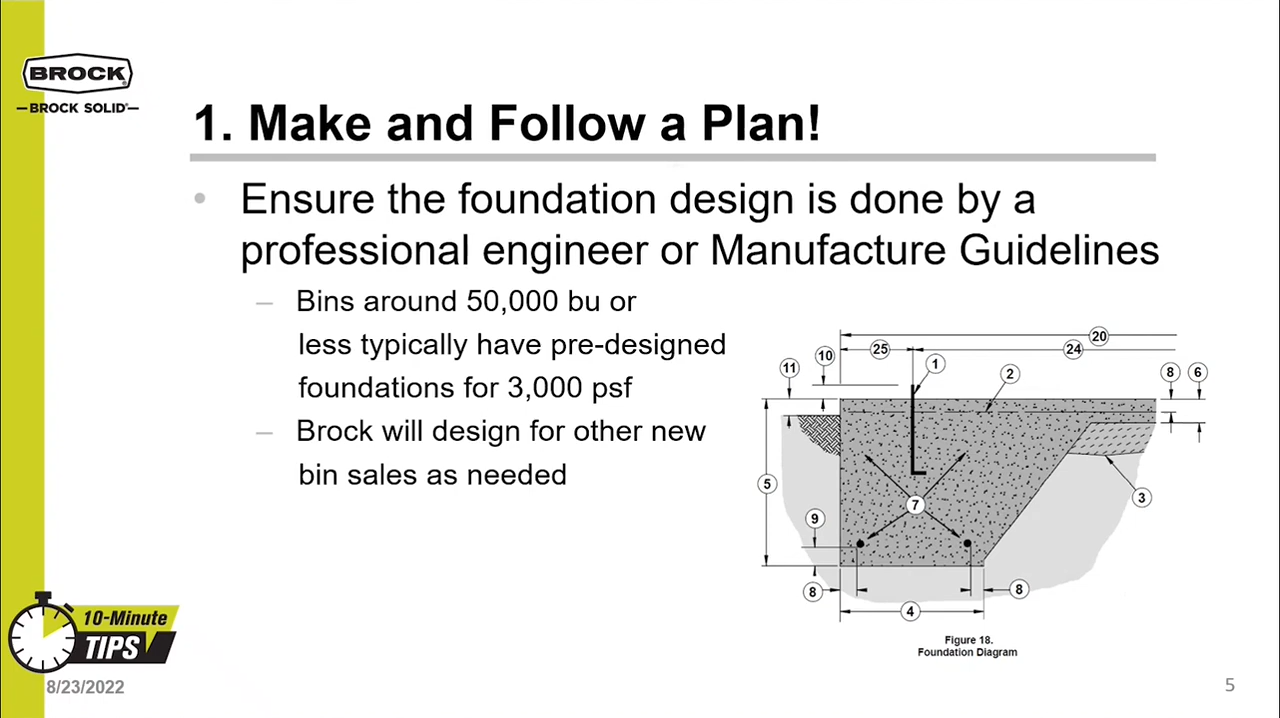 BROCK
BROCK SOLID
1. Make and Follow a Plan!
• Ensure the foundation design is done by a
professional engineer or Manufacture Guidelines
– Bins around 50,000 bu or
less typically have pre-designed
foundations for 3,000 psf
– Brock will design for other new
bin sales as needed
20
25
24
10
11
1
2
8
6
5
7
3
9
8
8
4
Figure 18.
Foundation Diagram
10-Minute
TIPS
8/23/2022
5